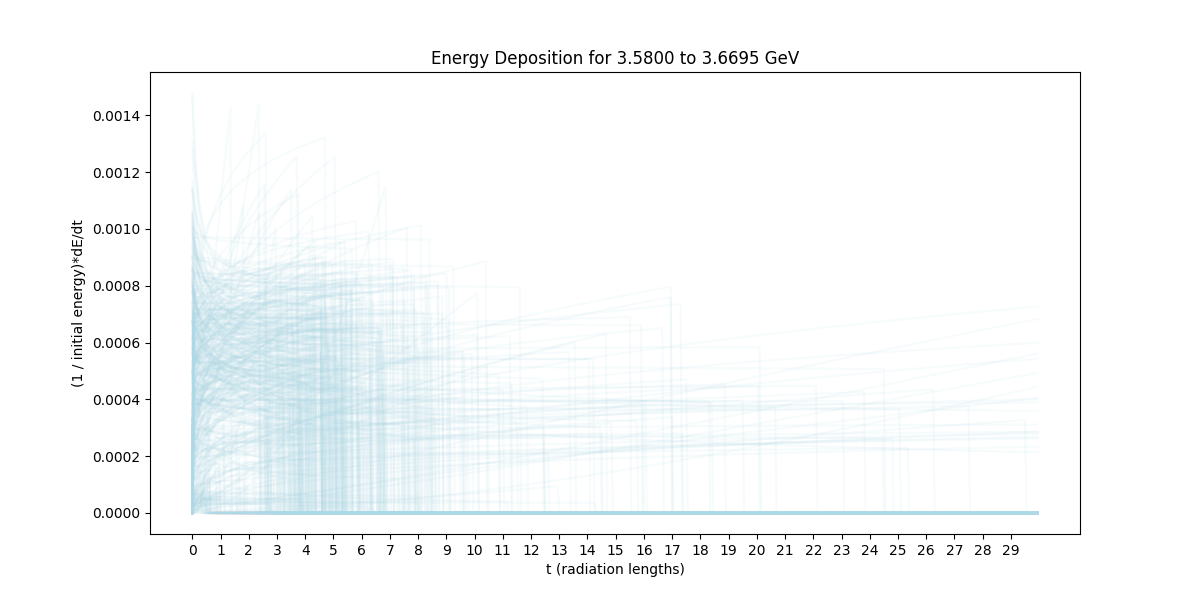 Energy Deposition for 3.5800 to 3.6695 GeV
(1 / initial energy)*dE/dt
0.0014
0.0012
0.0010
0.0008
0.0006
0.0004
0.0002
0.0000
0 1 2 3 4 5 6 7 8 9 10 11 12 13 14 15 16 17 18 19 20 21 22 23 24 25 26 27 28 29
t (radiation lengths)